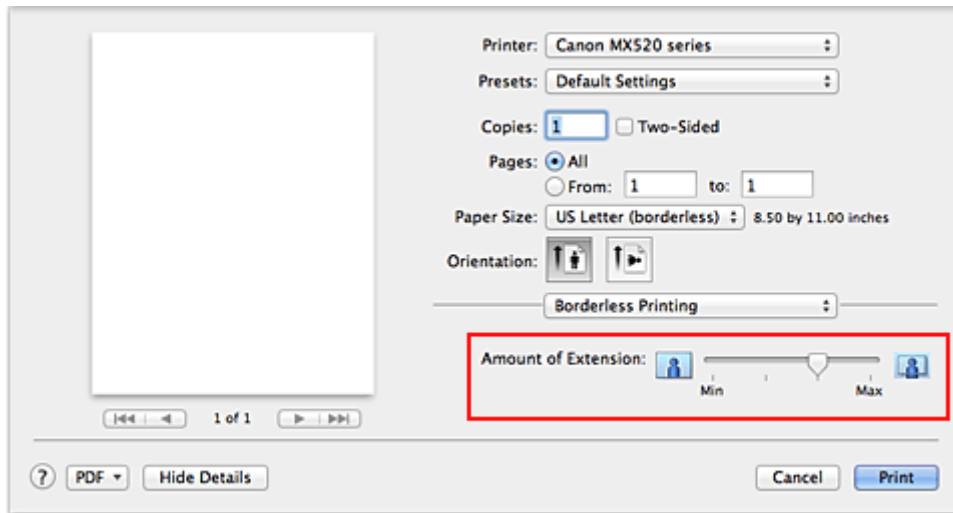 Printer: Canon MX520 series
Presets: Default Settings
Copies: 1 Two-Sided
Pages: All
From: 1 to: 1
Paper Size: US Letter (borderless) 8.50 by 11.00 inches
Orientation:
Borderless Printing
Amount of Extension:
Min Max
1 of 1
? PDF Hide Details Cancel Print